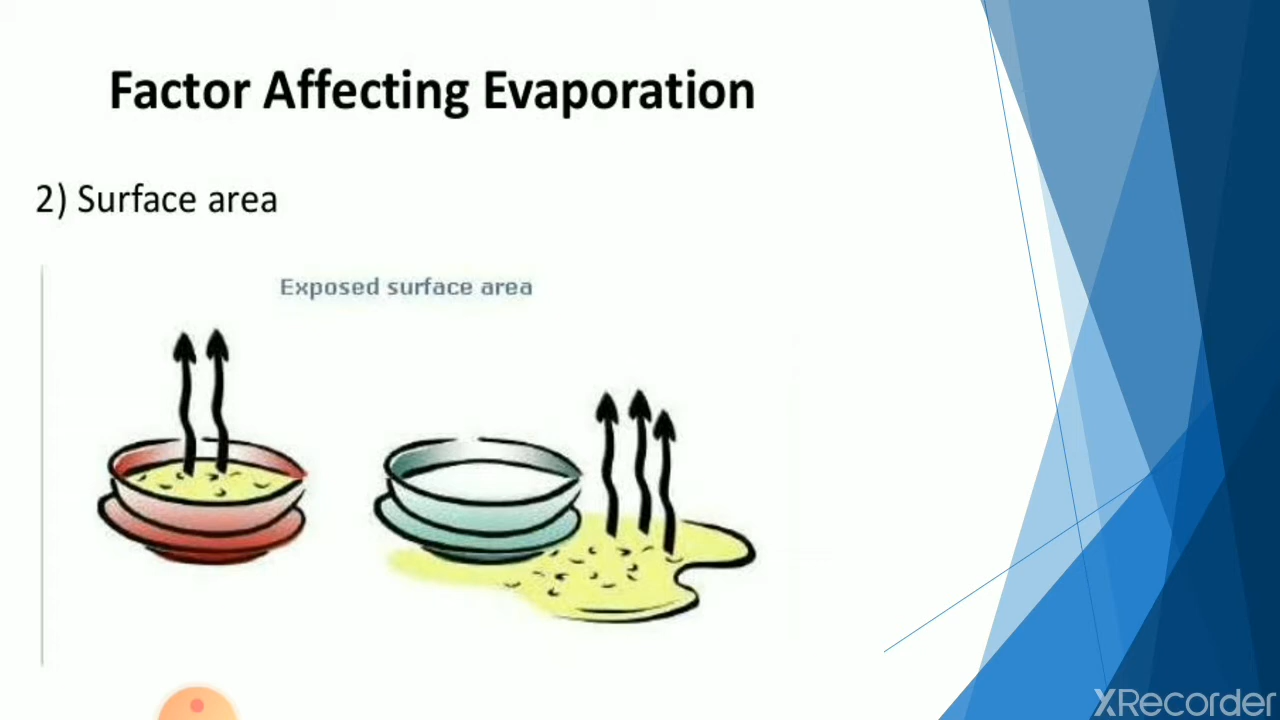 Factor Affecting Evaporation
2) Surface area
Exposed surface area
XRecorder